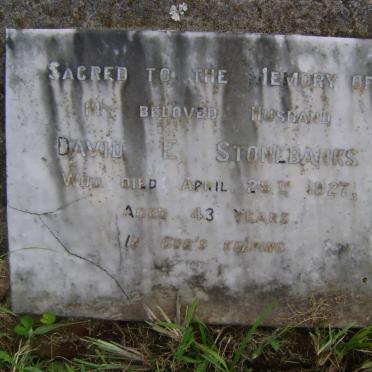 SACRED TO THE MEMORY OF
MY BELOVED HUSBAND
DAVID E STONEBANKS
WHO DIED APRIL 28TH 1927,
AGED 43 YEARS.
IN GOD'S KEEPING